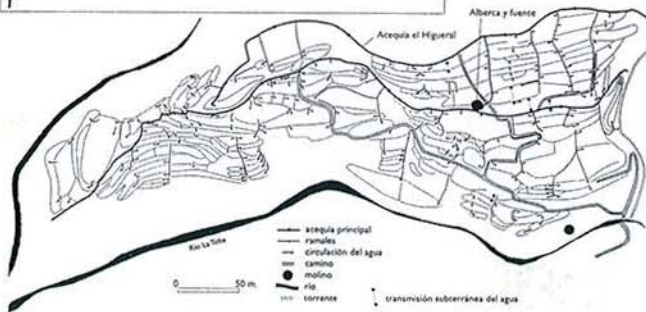 Acequia el Higueral
Alberca y fuente
Río La Toba
0 50 m.
acequia principal
ramales
circulación del agua
camino
molino
río
torrente
transmisión subterránea del agua